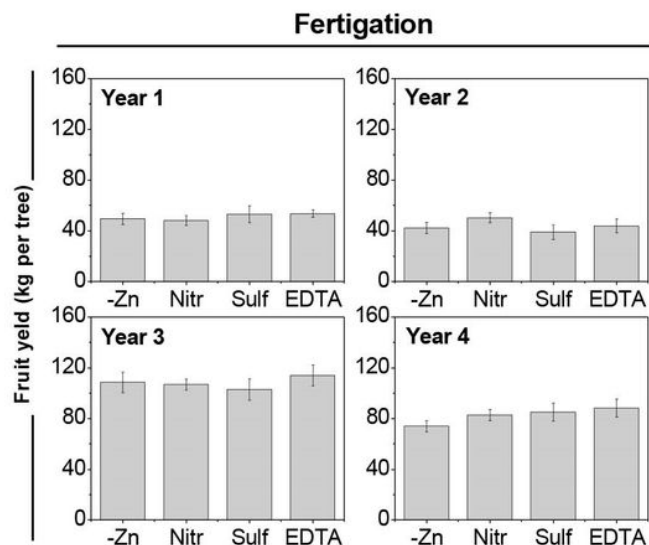 Fertigation
Fruit yeld (kg per tree)
Year 1
160
120
80
40
0
-Zn Nitr Sulf EDTA
Year 2
160
120
80
40
0
-Zn Nitr Sulf EDTA
Year 3
160
120
80
40
0
-Zn Nitr Sulf EDTA
Year 4
160
120
80
40
0
-Zn Nitr Sulf EDTA